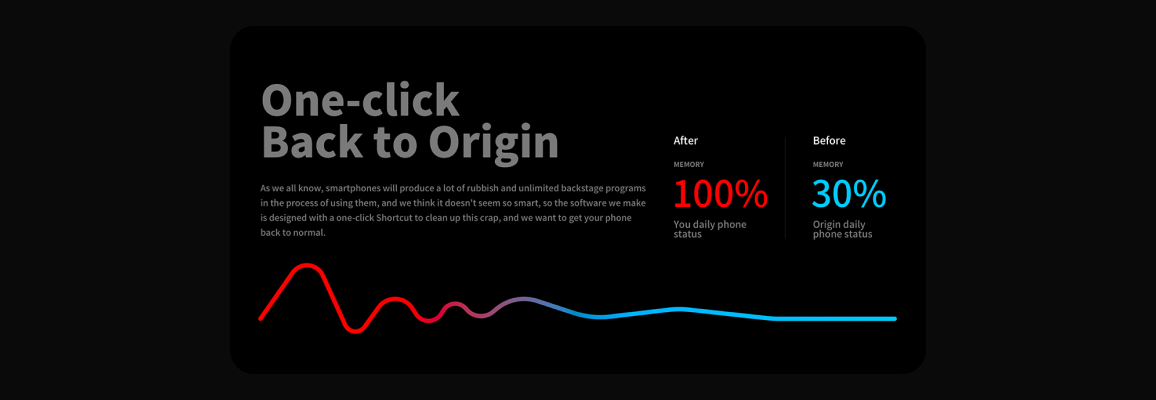 One-click
Back to Origin
As we all know, smartphones will produce a lot of rubbish and unlimited backstage programs
in the process of using them, and we think it doesn't seem so smart, so the software we make
is designed with a one-click Shortcut to clean up this crap, and we want to get your phone
back to normal.
After
MEMORY
100%
You daily phone
status
Before
MEMORY
30%
Origin daily
phone status